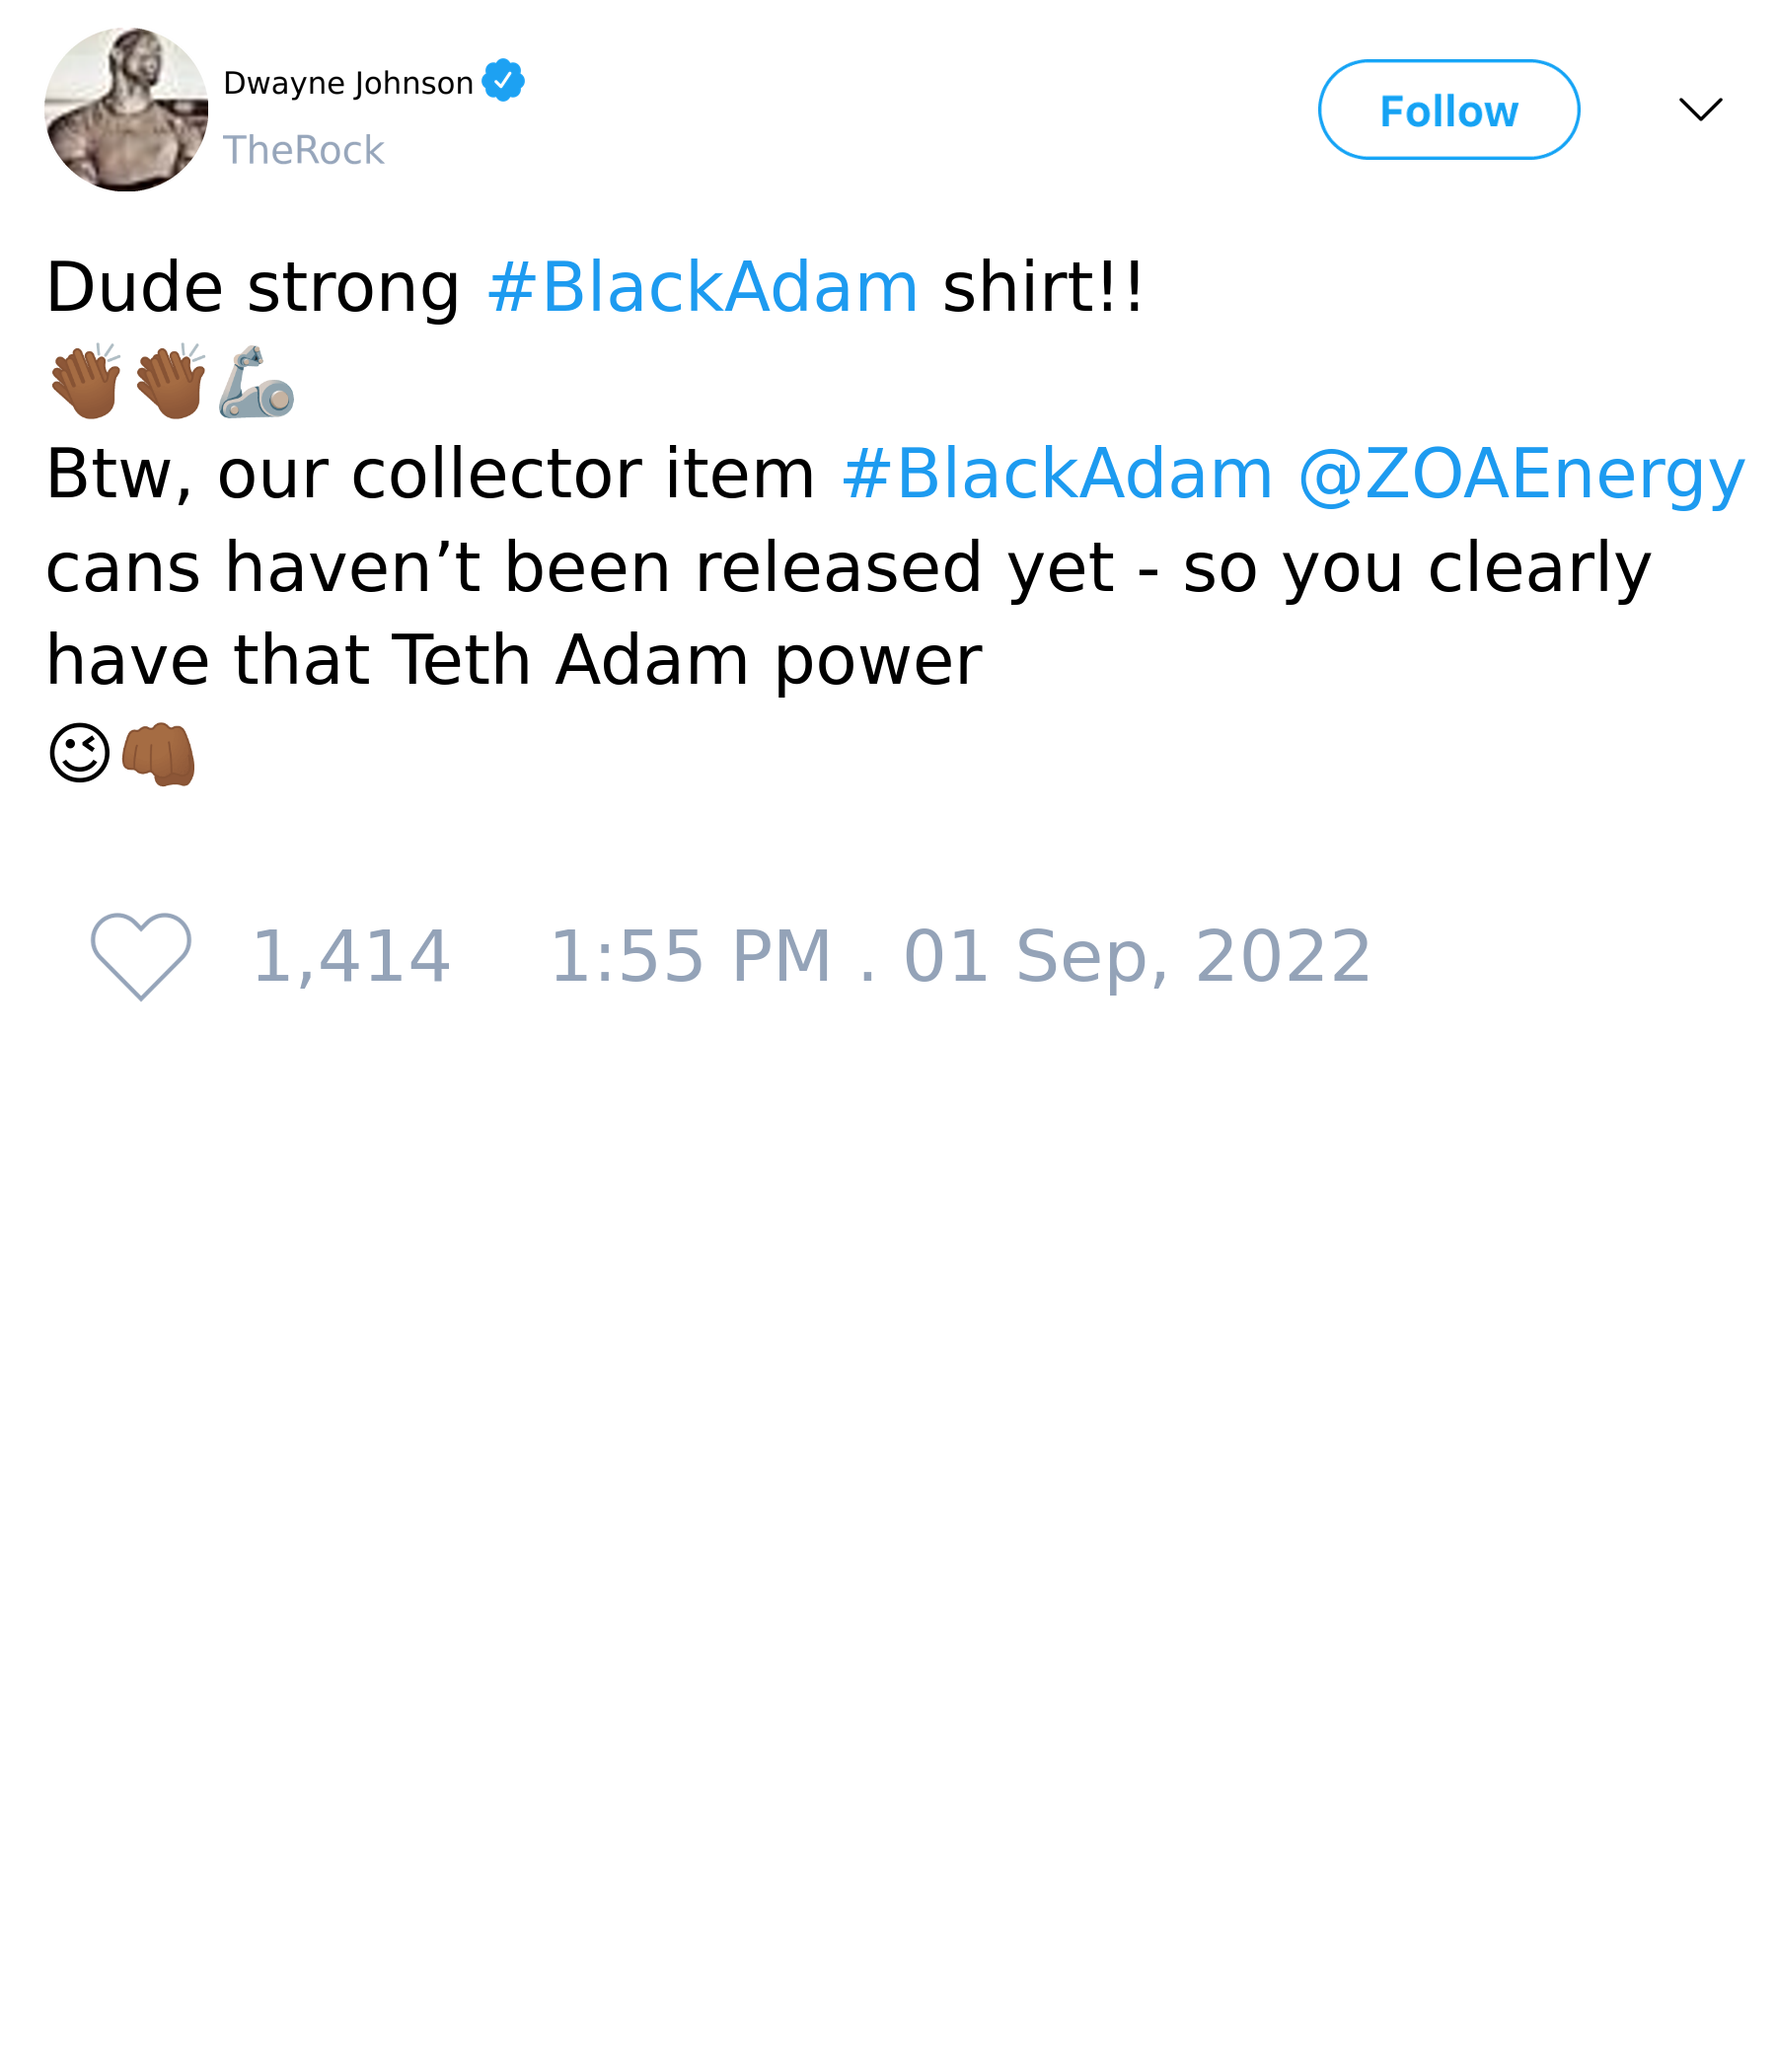 Dwayne Johnson
TheRock
Follow
Dude strong #BlackAdam shirt!!
👏🏾👏🏾🦾
Btw, our collector item #BlackAdam @ZOAEnergy
cans haven’t been released yet - so you clearly
have that Teth Adam power
😉👊🏾
1,414 1:55 PM . 01 Sep, 2022